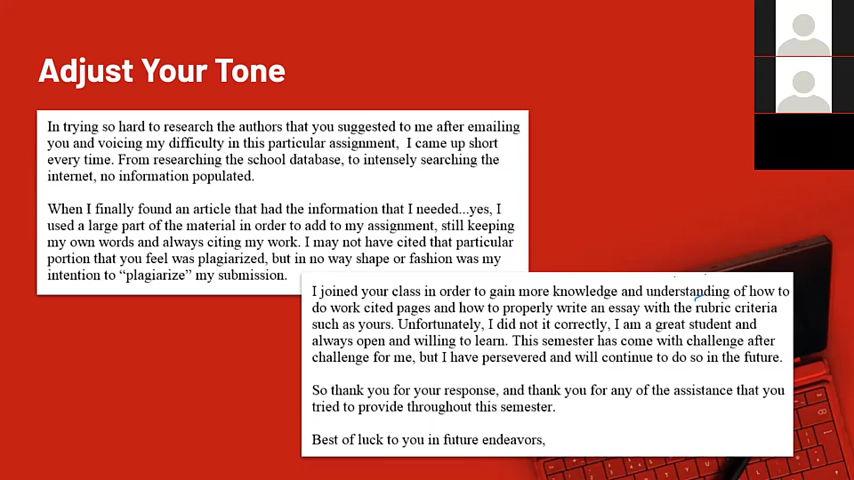 Adjust Your Tone
In trying so hard to research the authors that you suggested to me after emailing
you and voicing my difficulty in this particular assignment,  I came up short
every time. From researching the school database, to intensely searching the
internet, no information populated.
When I finally found an article that had the information that I needed...yes, I
used a large part of the material in order to add to my assignment, still keeping
my own words and always citing my work. I may not have cited that particular
portion that you feel was plagiarized, but in no way shape or fashion was my
intention to “plagiarize” my submission.
I joined your class in order to gain more knowledge and understanding of how to
do work cited pages and how to properly write an essay with the rubric criteria
such as yours. Unfortunately, I did not it correctly, I am a great student and
always open and willing to learn. This semester has come with challenge after
challenge for me, but I have persevered and will continue to do so in the future.
So thank you for your response, and thank you for any of the assistance that you
tried to provide throughout this semester.
Best of luck to you in future endeavors,